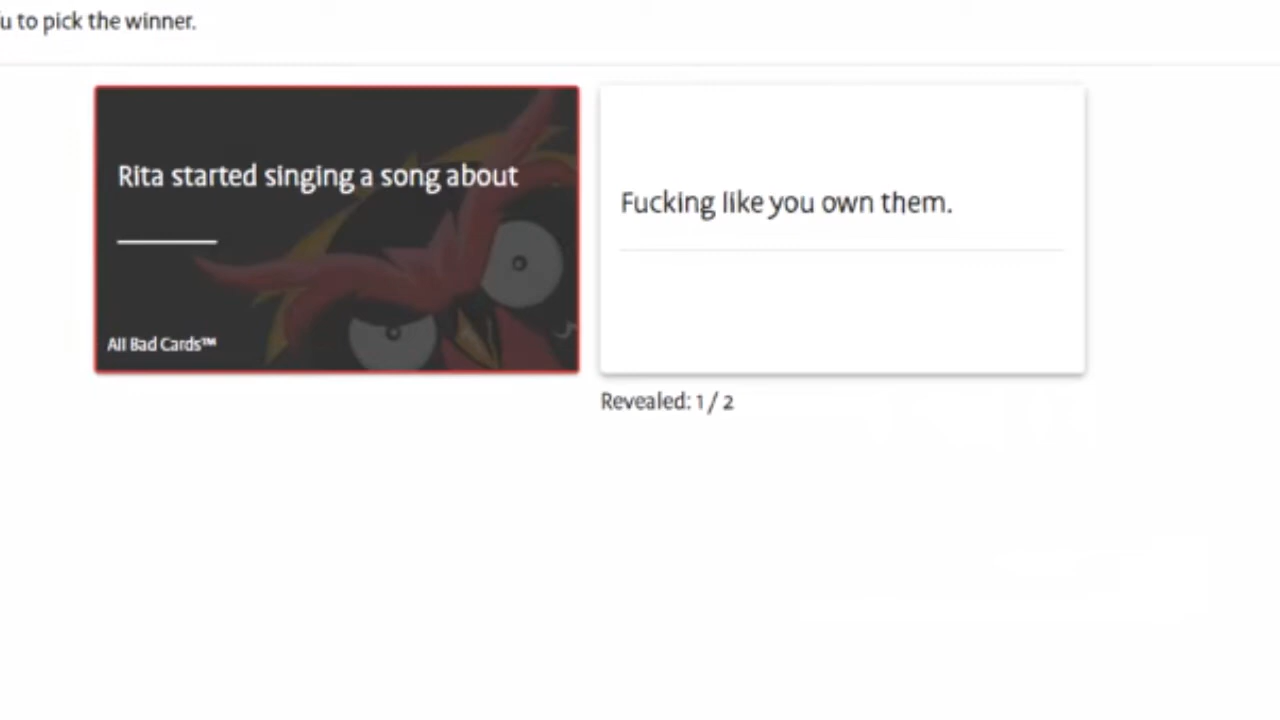 to pick the winner.
Rita started singing a song about
All Bad Cards™
Fucking like you own them.
Revealed: 1 / 2